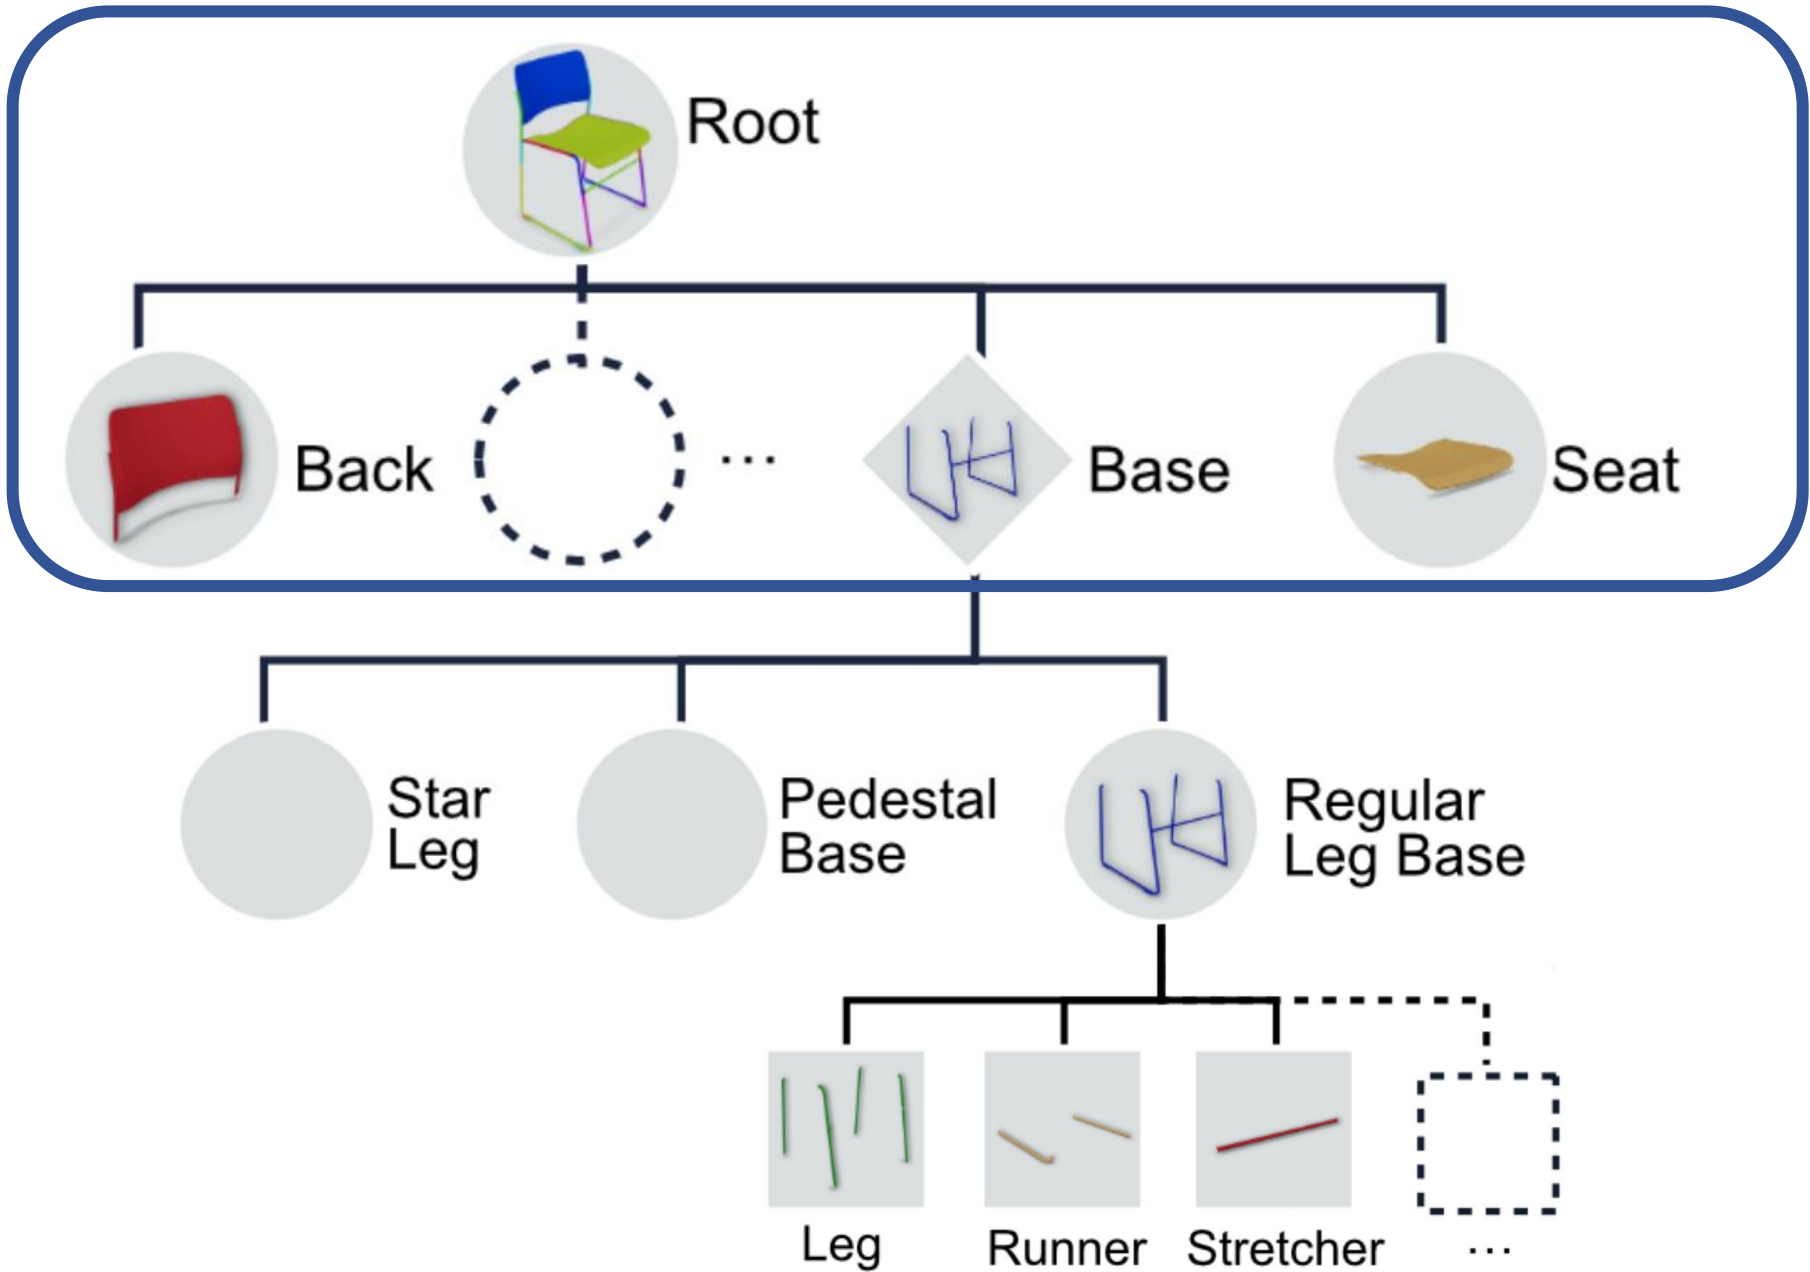 Root
Back
...
Base
Seat
Star
Leg
Pedestal
Base
Regular
Leg Base
Leg
Runner
Stretcher
...